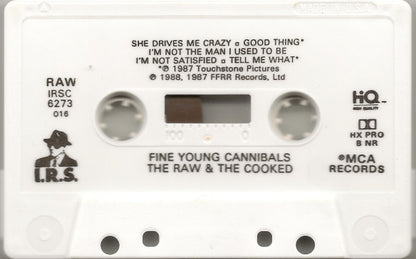 SHE DRIVES ME CRAZY □ GOOD THING*
I'M NOT THE MAN I USED TO BE
I'M NOT SATISFIED □ TELL ME WHAT*
*℗ 1987 Touchstone Pictures
℗ 1988, 1987 FFRR Records, Ltd
RAW
IRSC
6273
016
HiQ
HIGH QUALITY
HX PRO
B NR
100
0
I.R.S.
FINE YOUNG CANNIBALS
THE RAW & THE COOKED
®MCA
RECORDS